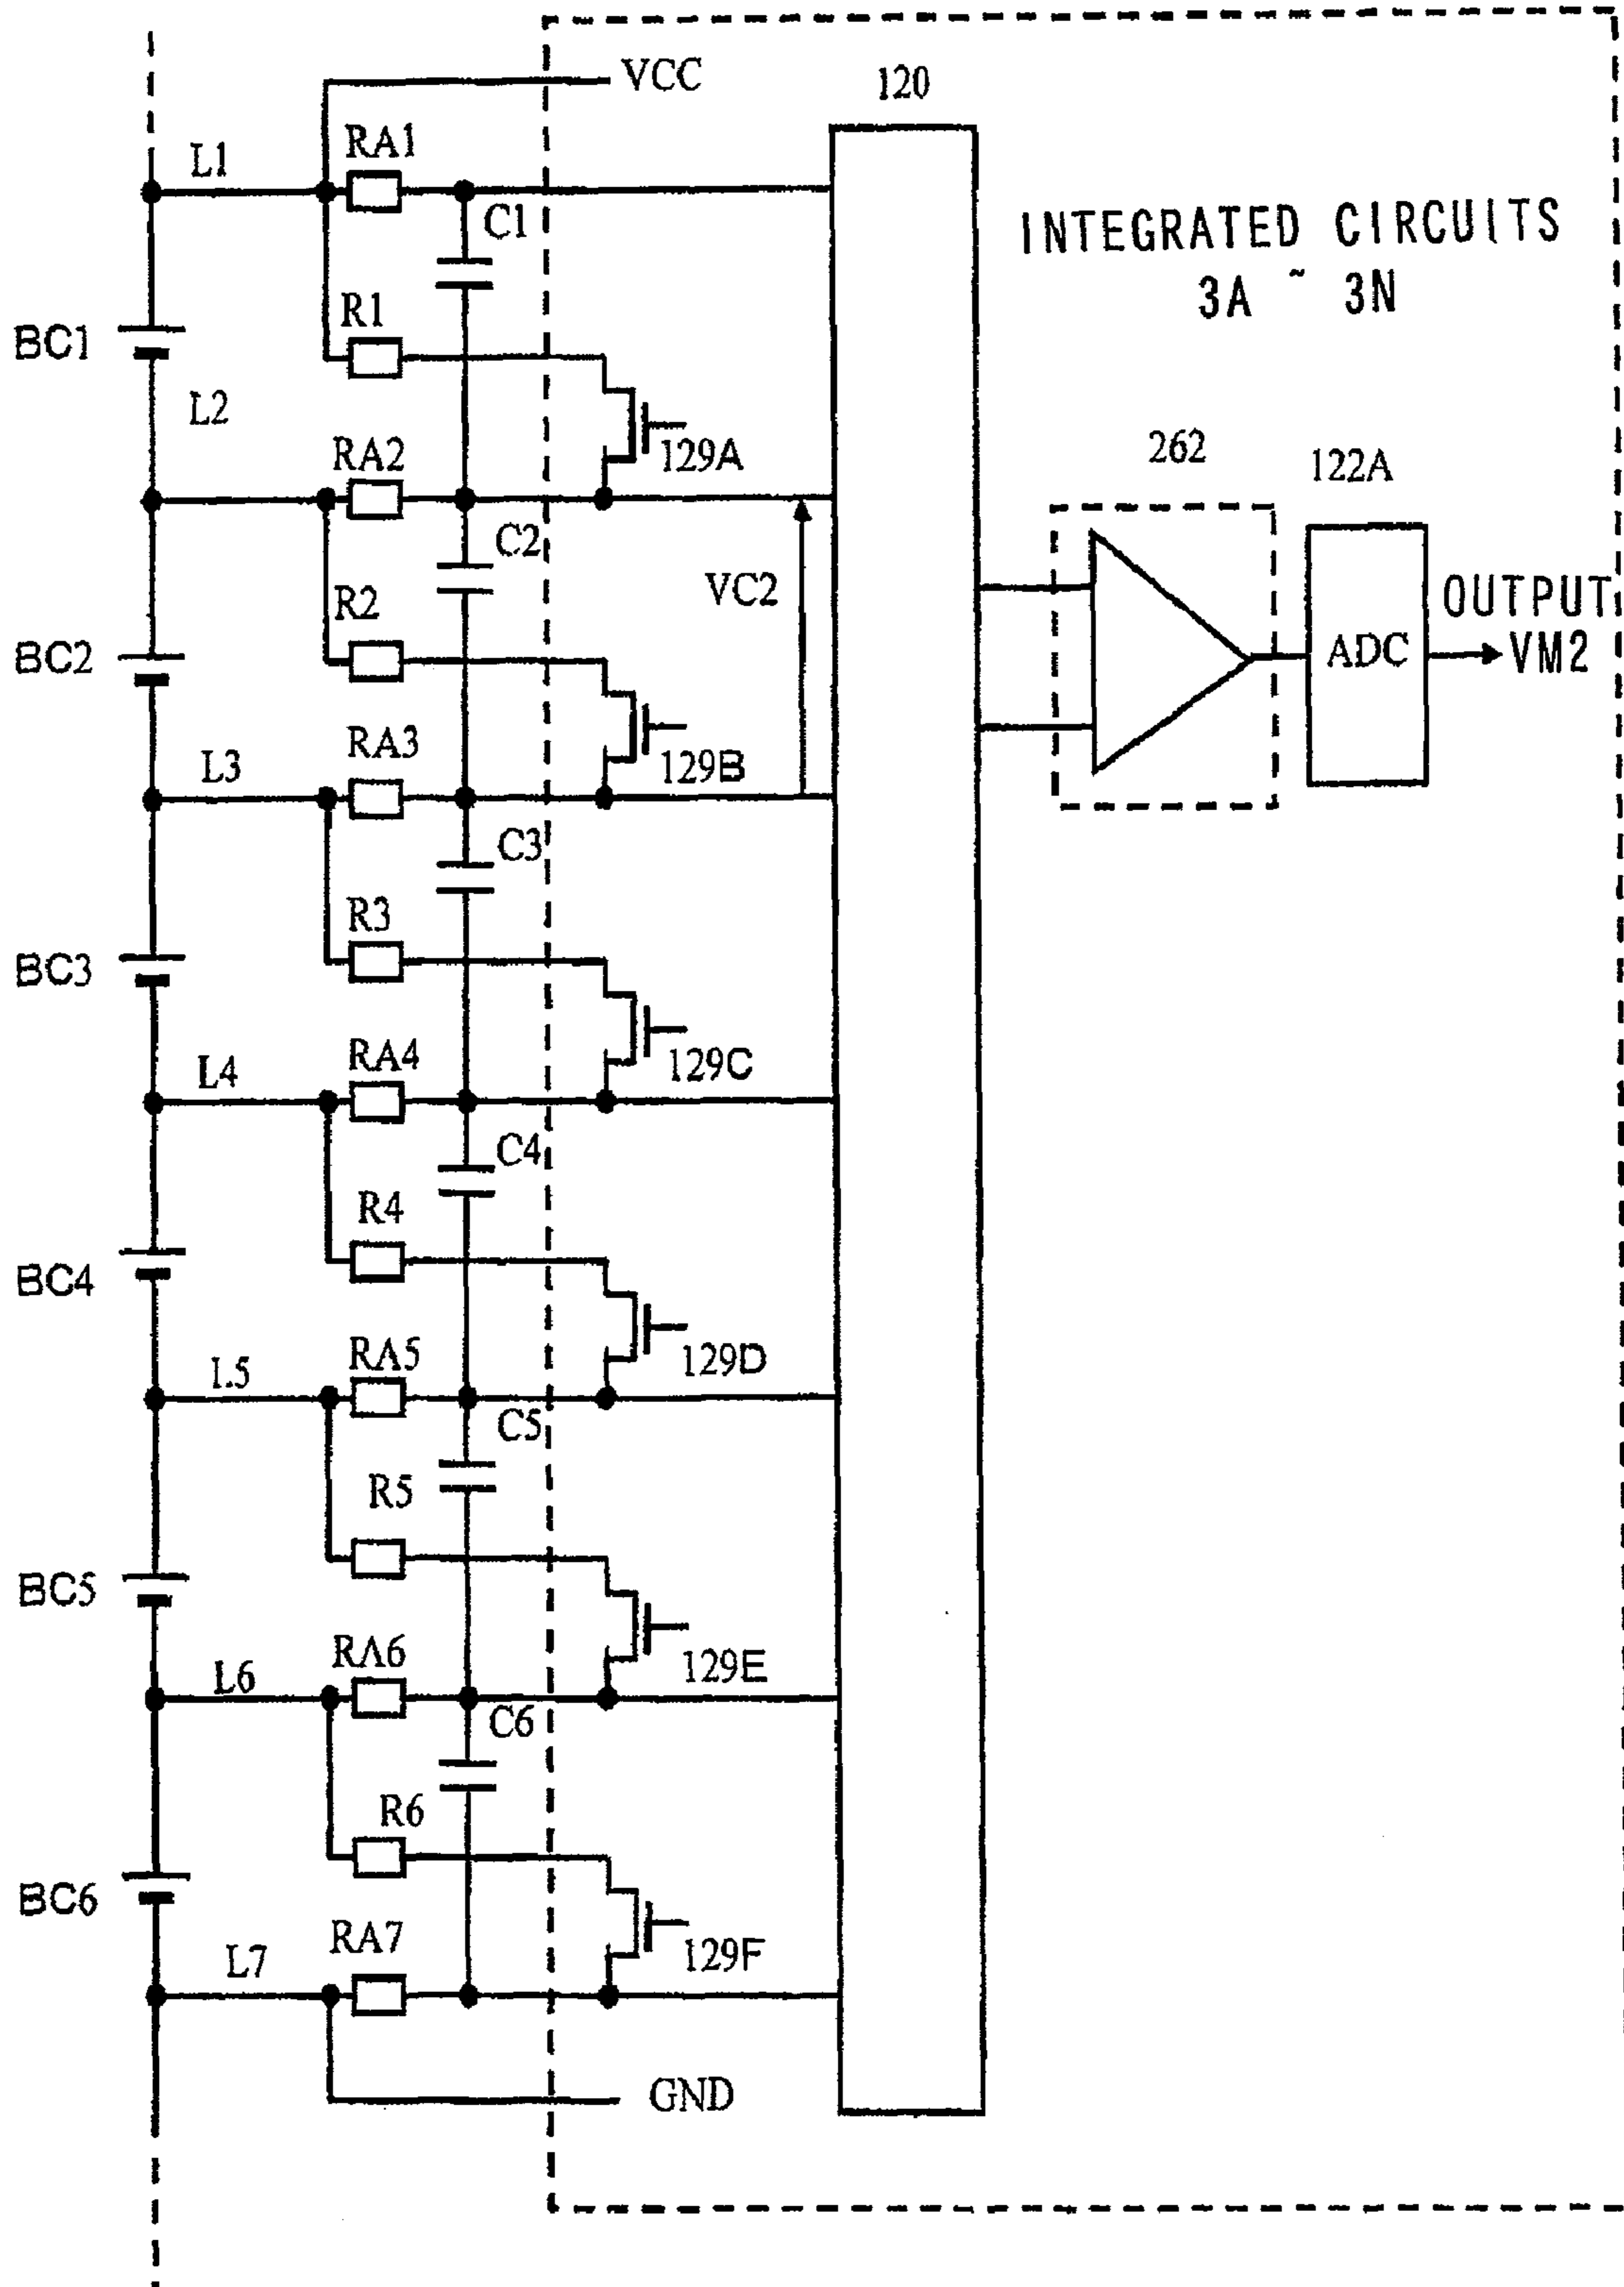 VCC
120
L1
RA1
C1
INTEGRATED CIRCUITS
3A ~ 3N
R1
BC1
L2
129A
RA2
262
122A
C2
VC2
R2
OUTPUT
VM2
ADC
BC2
RA3
L3
129B
C3
R3
BC3
RA4
L4
129C
C4
R4
BC4
RA5
L5
129D
C5
R5
BC5
RA6
L6
129E
C6
R6
BC6
RA7
L7
129F
GND